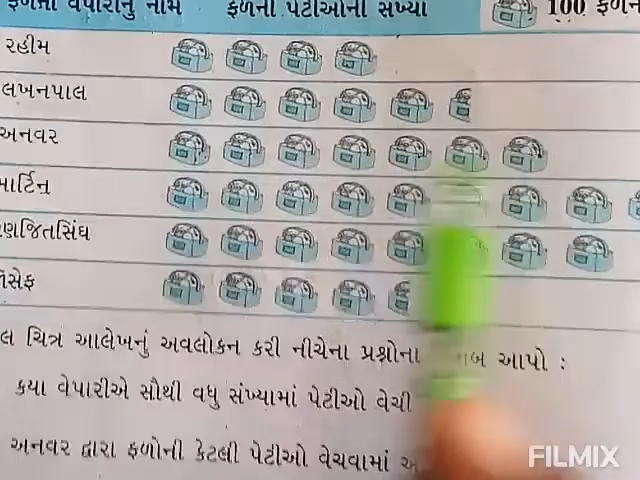 ફળના વેપારીનું નામ ફળની પેટીઓની સંખ્યા 100 ફળન
રહીમ
લખનપાલ
અનવર
માર્ટિન
ણજિતસિંઘ
સેફ
લ ચિત્ર આલેખનું અવલોકન કરી નીચેના પ્રશ્નોના બ આપો :
કયા વેપારીએ સૌથી વધુ સંખ્યામાં પેટીઓ વેચી
અનવર દ્વારા ફળોની કેટલી પેટીઓ વેચવામાં
FILMIX